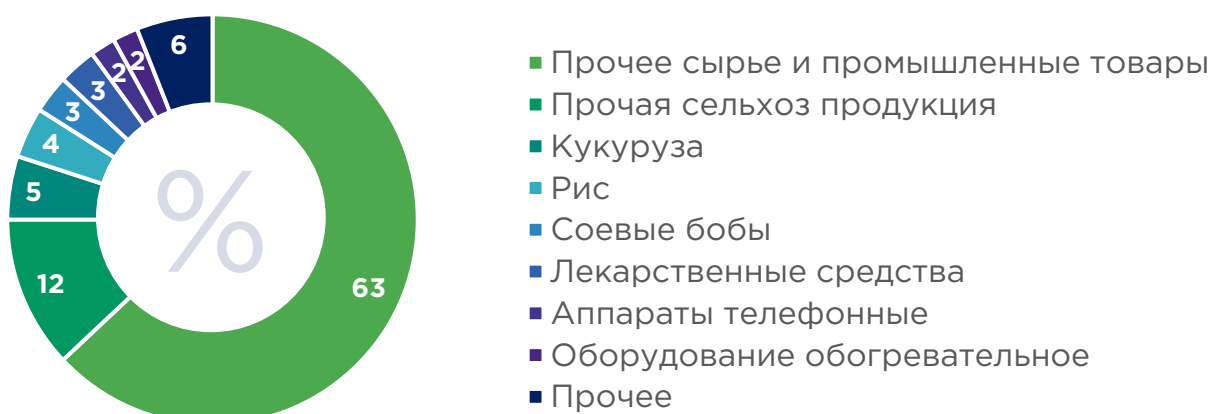 6
2
2
3
3
4
5
12
63
%
Прочее сырье и промышленные товары
Прочая сельхоз продукция
Кукуруза
Рис
Соевые бобы
Лекарственные средства
Аппараты телефонные
Оборудование обогревательное
Прочее